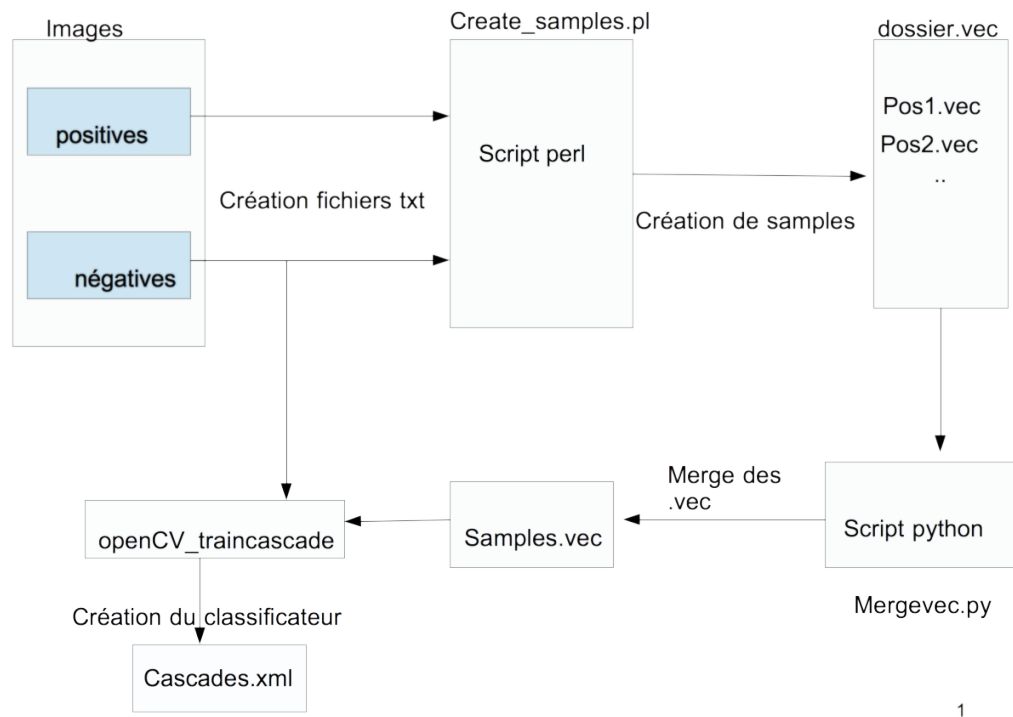 Images
Create_samples.pl
dossier.vec
positives
Pos1.vec
Script perl
Pos2.vec
..
Création fichiers txt
Création de samples
négatives
Merge des
.vec
openCV_traincascade
Samples.vec
Script python
Création du classificateur
Mergevec.py
Cascades.xml
1